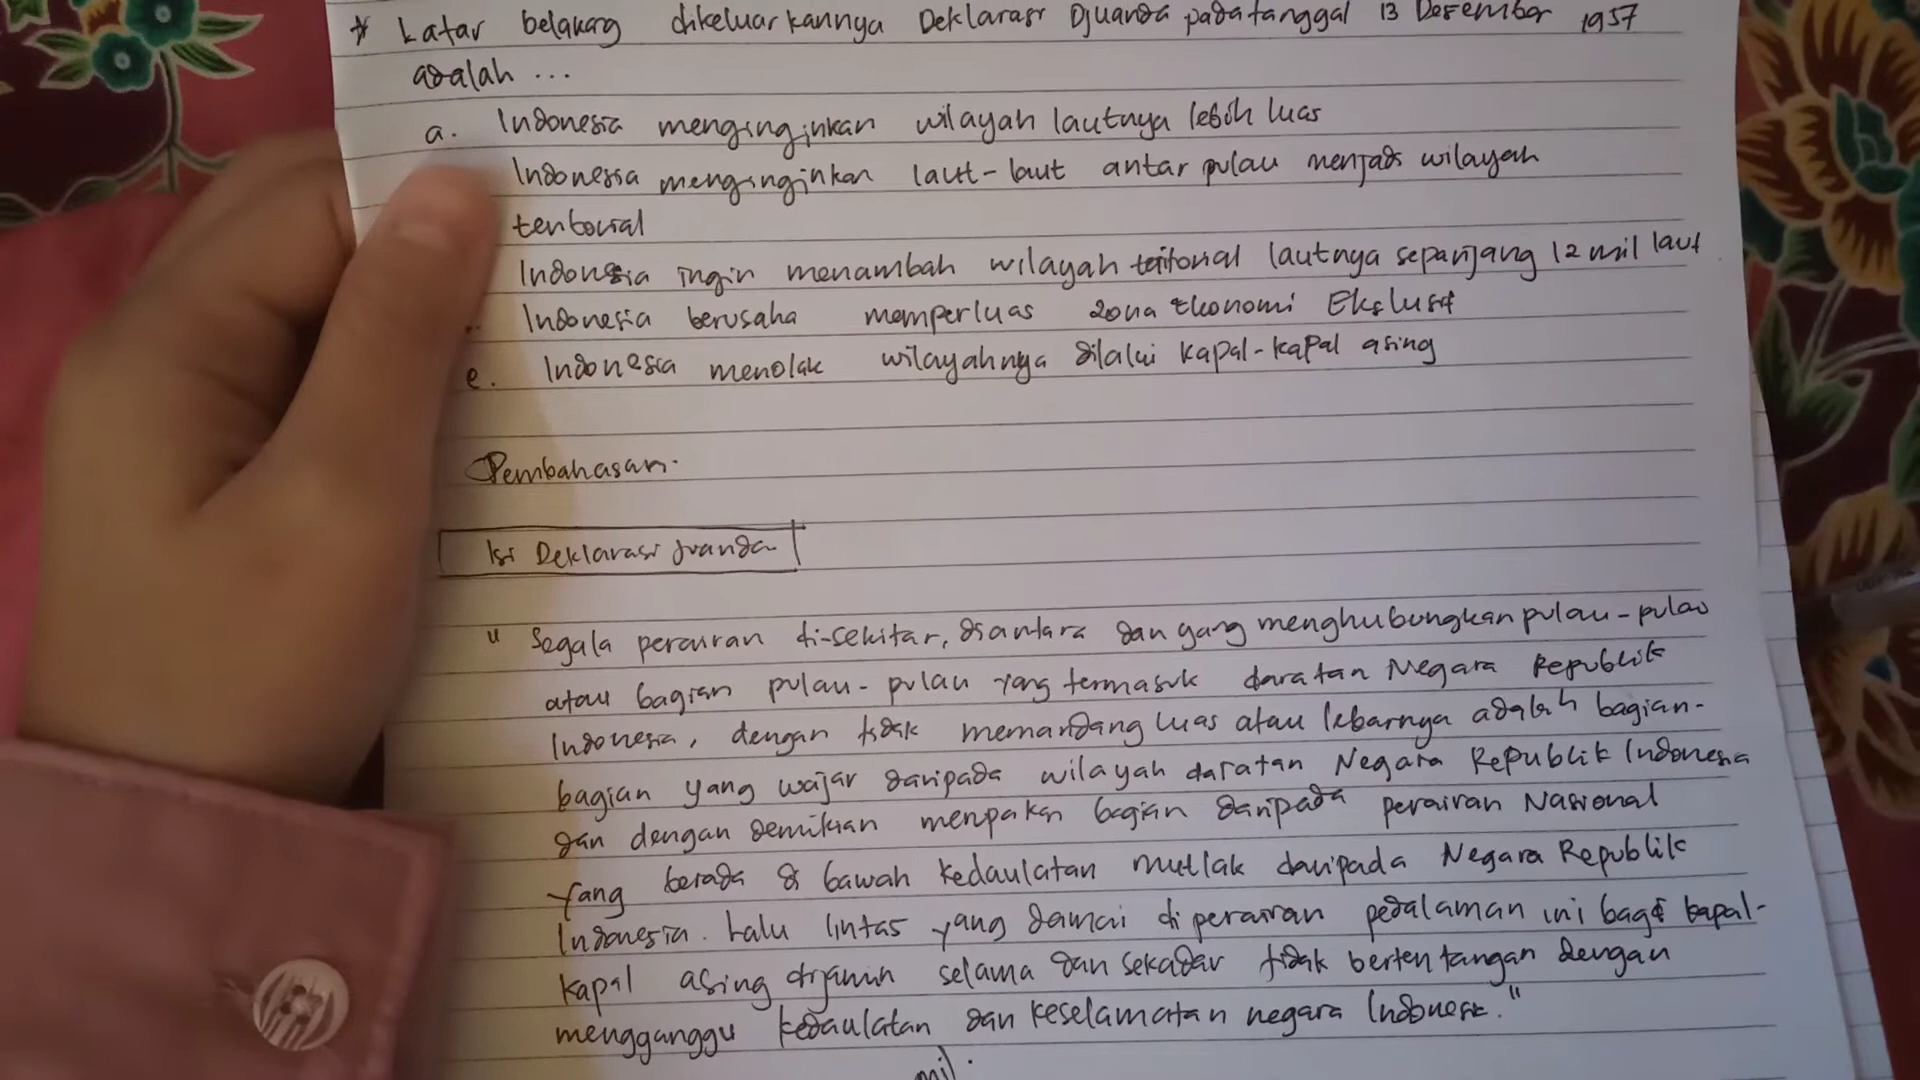 * Latar belakang dikeluarkannya Deklarasi Djuanda pada tanggal 13 Desember 1957
adalah ...
a. Indonesia menginginkan wilayah lautnya lebih luas
Indonesia menginginkan laut-laut antar pulau menjadi wilayah
teritorial
Indonesia ingin menambah wilayah teritorial lautnya sepanjang 12 mil laut
Indonesia berusaha memperluas Zona Ekonomi Ekslusif
e. Indonesia menolak wilayahnya dilalui kapal-kapal asing
Pembahasan.
Isi Deklarasi Juanda
" Segala perairan di-sekitar, diantara dan yang menghubungkan pulau-pulau
atau bagian pulau-pulau yang termasuk daratan Negara Republik
Indonesia, dengan tidak memandang luas atau lebarnya adalah bagian-
bagian yang wajar daripada wilayah daratan Negara Republik Indonesia
dan dengan demikian merupakan bagian daripada perairan Nasional
yang berada di bawah kedaulatan mutlak daripada Negara Republik
Indonesia. Lalu lintas yang damai di perairan pedalaman ini bagi kapal-
kapal asing dijamin selama dan sekadar tidak bertentangan dengan
mengganggu kedaulatan dan keselamatan negara Indonesia."
mil.